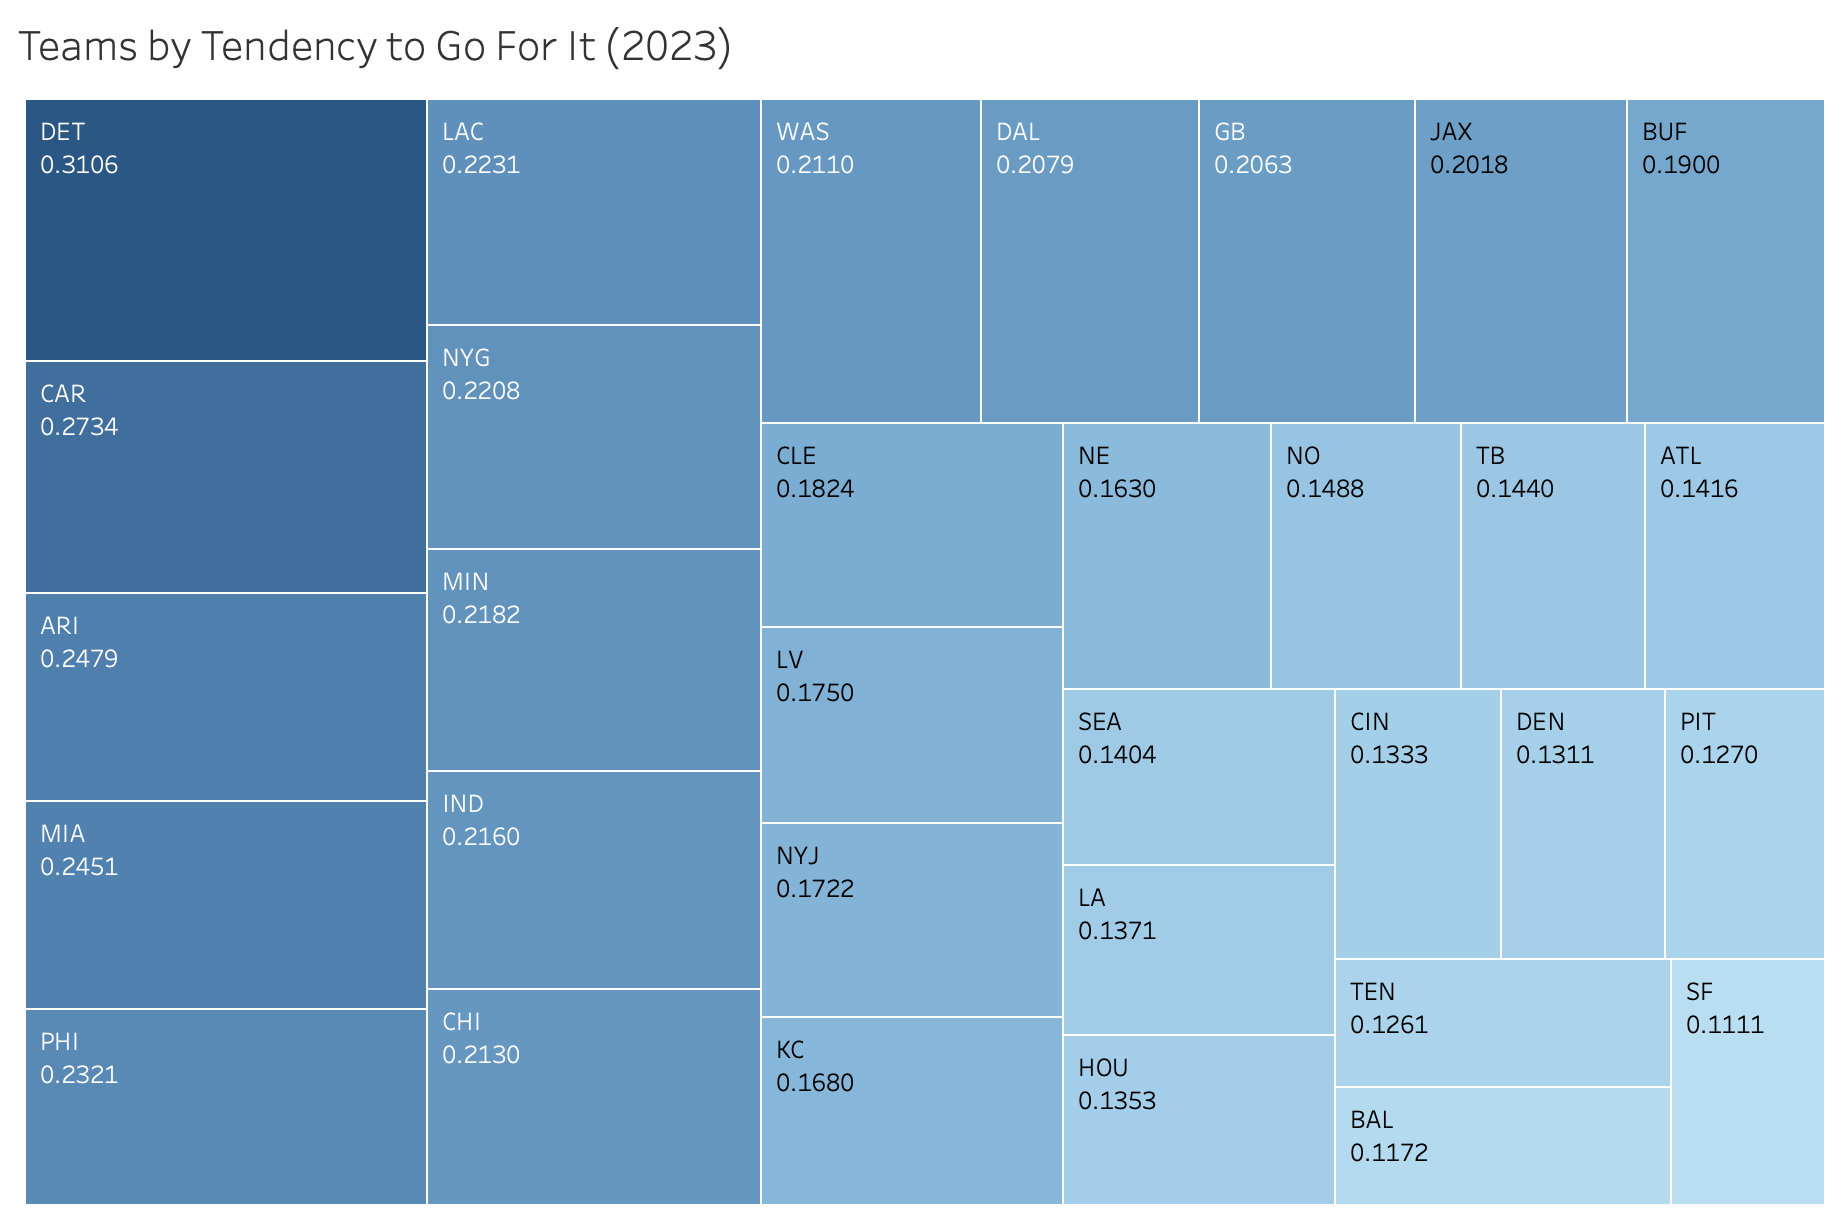 Teams by Tendency to Go For It (2023)
DET
0.3106
CAR
0.2734
ARI
0.2479
MIA
0.2451
PHI
0.2321
LAC
0.2231
NYG
0.2208
MIN
0.2182
IND
0.2160
CHI
0.2130
WAS
0.2110
DAL
0.2079
GB
0.2063
JAX
0.2018
BUF
0.1900
CLE
0.1824
LV
0.1750
NYJ
0.1722
KC
0.1680
NE
0.1630
NO
0.1488
TB
0.1440
ATL
0.1416
SEA
0.1404
LA
0.1371
HOU
0.1353
CIN
0.1333
DEN
0.1311
PIT
0.1270
TEN
0.1261
BAL
0.1172
SF
0.1111